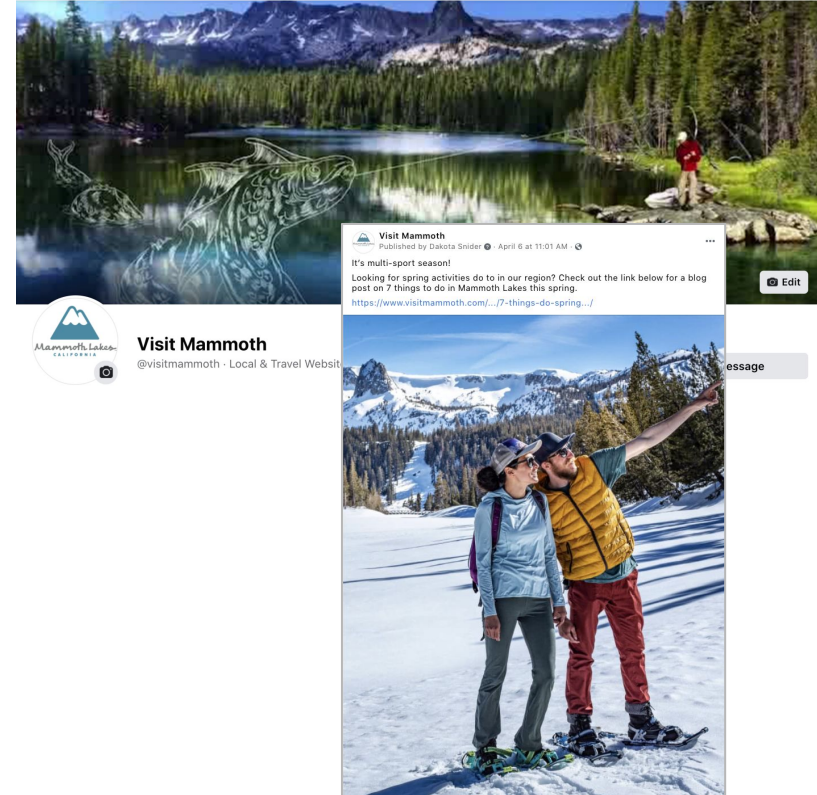 Visit Mammoth
Published by Dakota Snider · April 6 at 11:01 AM ·
It's multi-sport season!
Looking for spring activities do to in our region? Check out the link below for a blog
post on 7 things to do in Mammoth Lakes this spring.
https://www.visitmammoth.com/.../7-things-do-spring.../
Edit
Mammoth Lakes
CALIFORNIA
Visit Mammoth
@visitmammoth · Local & Travel Websit
essage